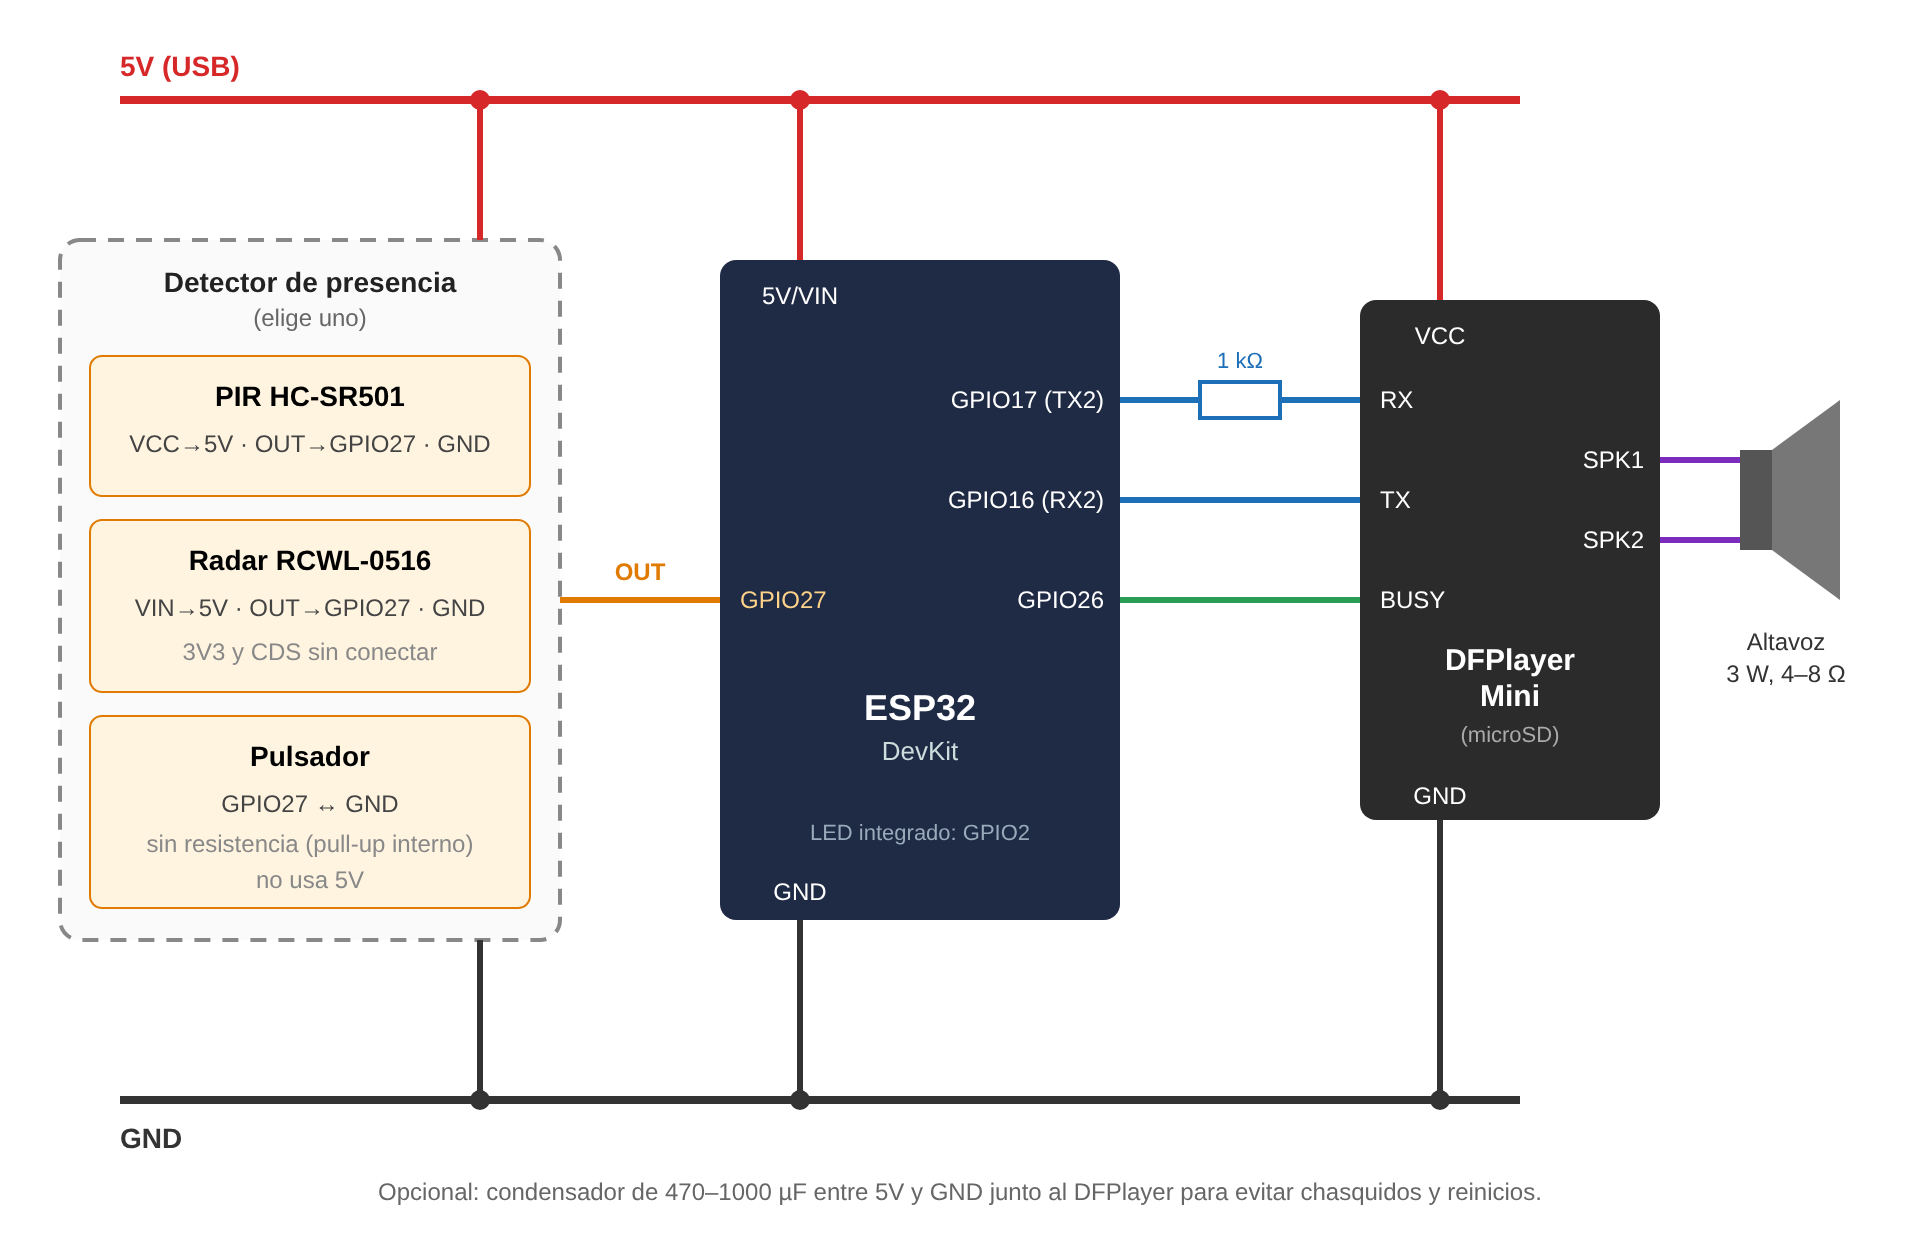 5V (USB)
Detector de presencia
(elige uno)
PIR HC-SR501
VCC→5V · OUT→GPIO27 · GND
Radar RCWL-0516
VIN→5V · OUT→GPIO27 · GND
3V3 y CDS sin conectar
Pulsador
GPIO27 ↔ GND
sin resistencia (pull-up interno)
no usa 5V
OUT
5V/VIN
GPIO17 (TX2)
GPIO16 (RX2)
GPIO27
GPIO26
ESP32
DevKit
LED integrado: GPIO2
GND
1 kΩ
VCC
RX
SPK1
TX
SPK2
BUSY
DFPlayer
Mini
(microSD)
GND
Altavoz
3 W, 4–8 Ω
GND
Opcional: condensador de 470–1000 µF entre 5V y GND junto al DFPlayer para evitar chasquidos y reinicios.